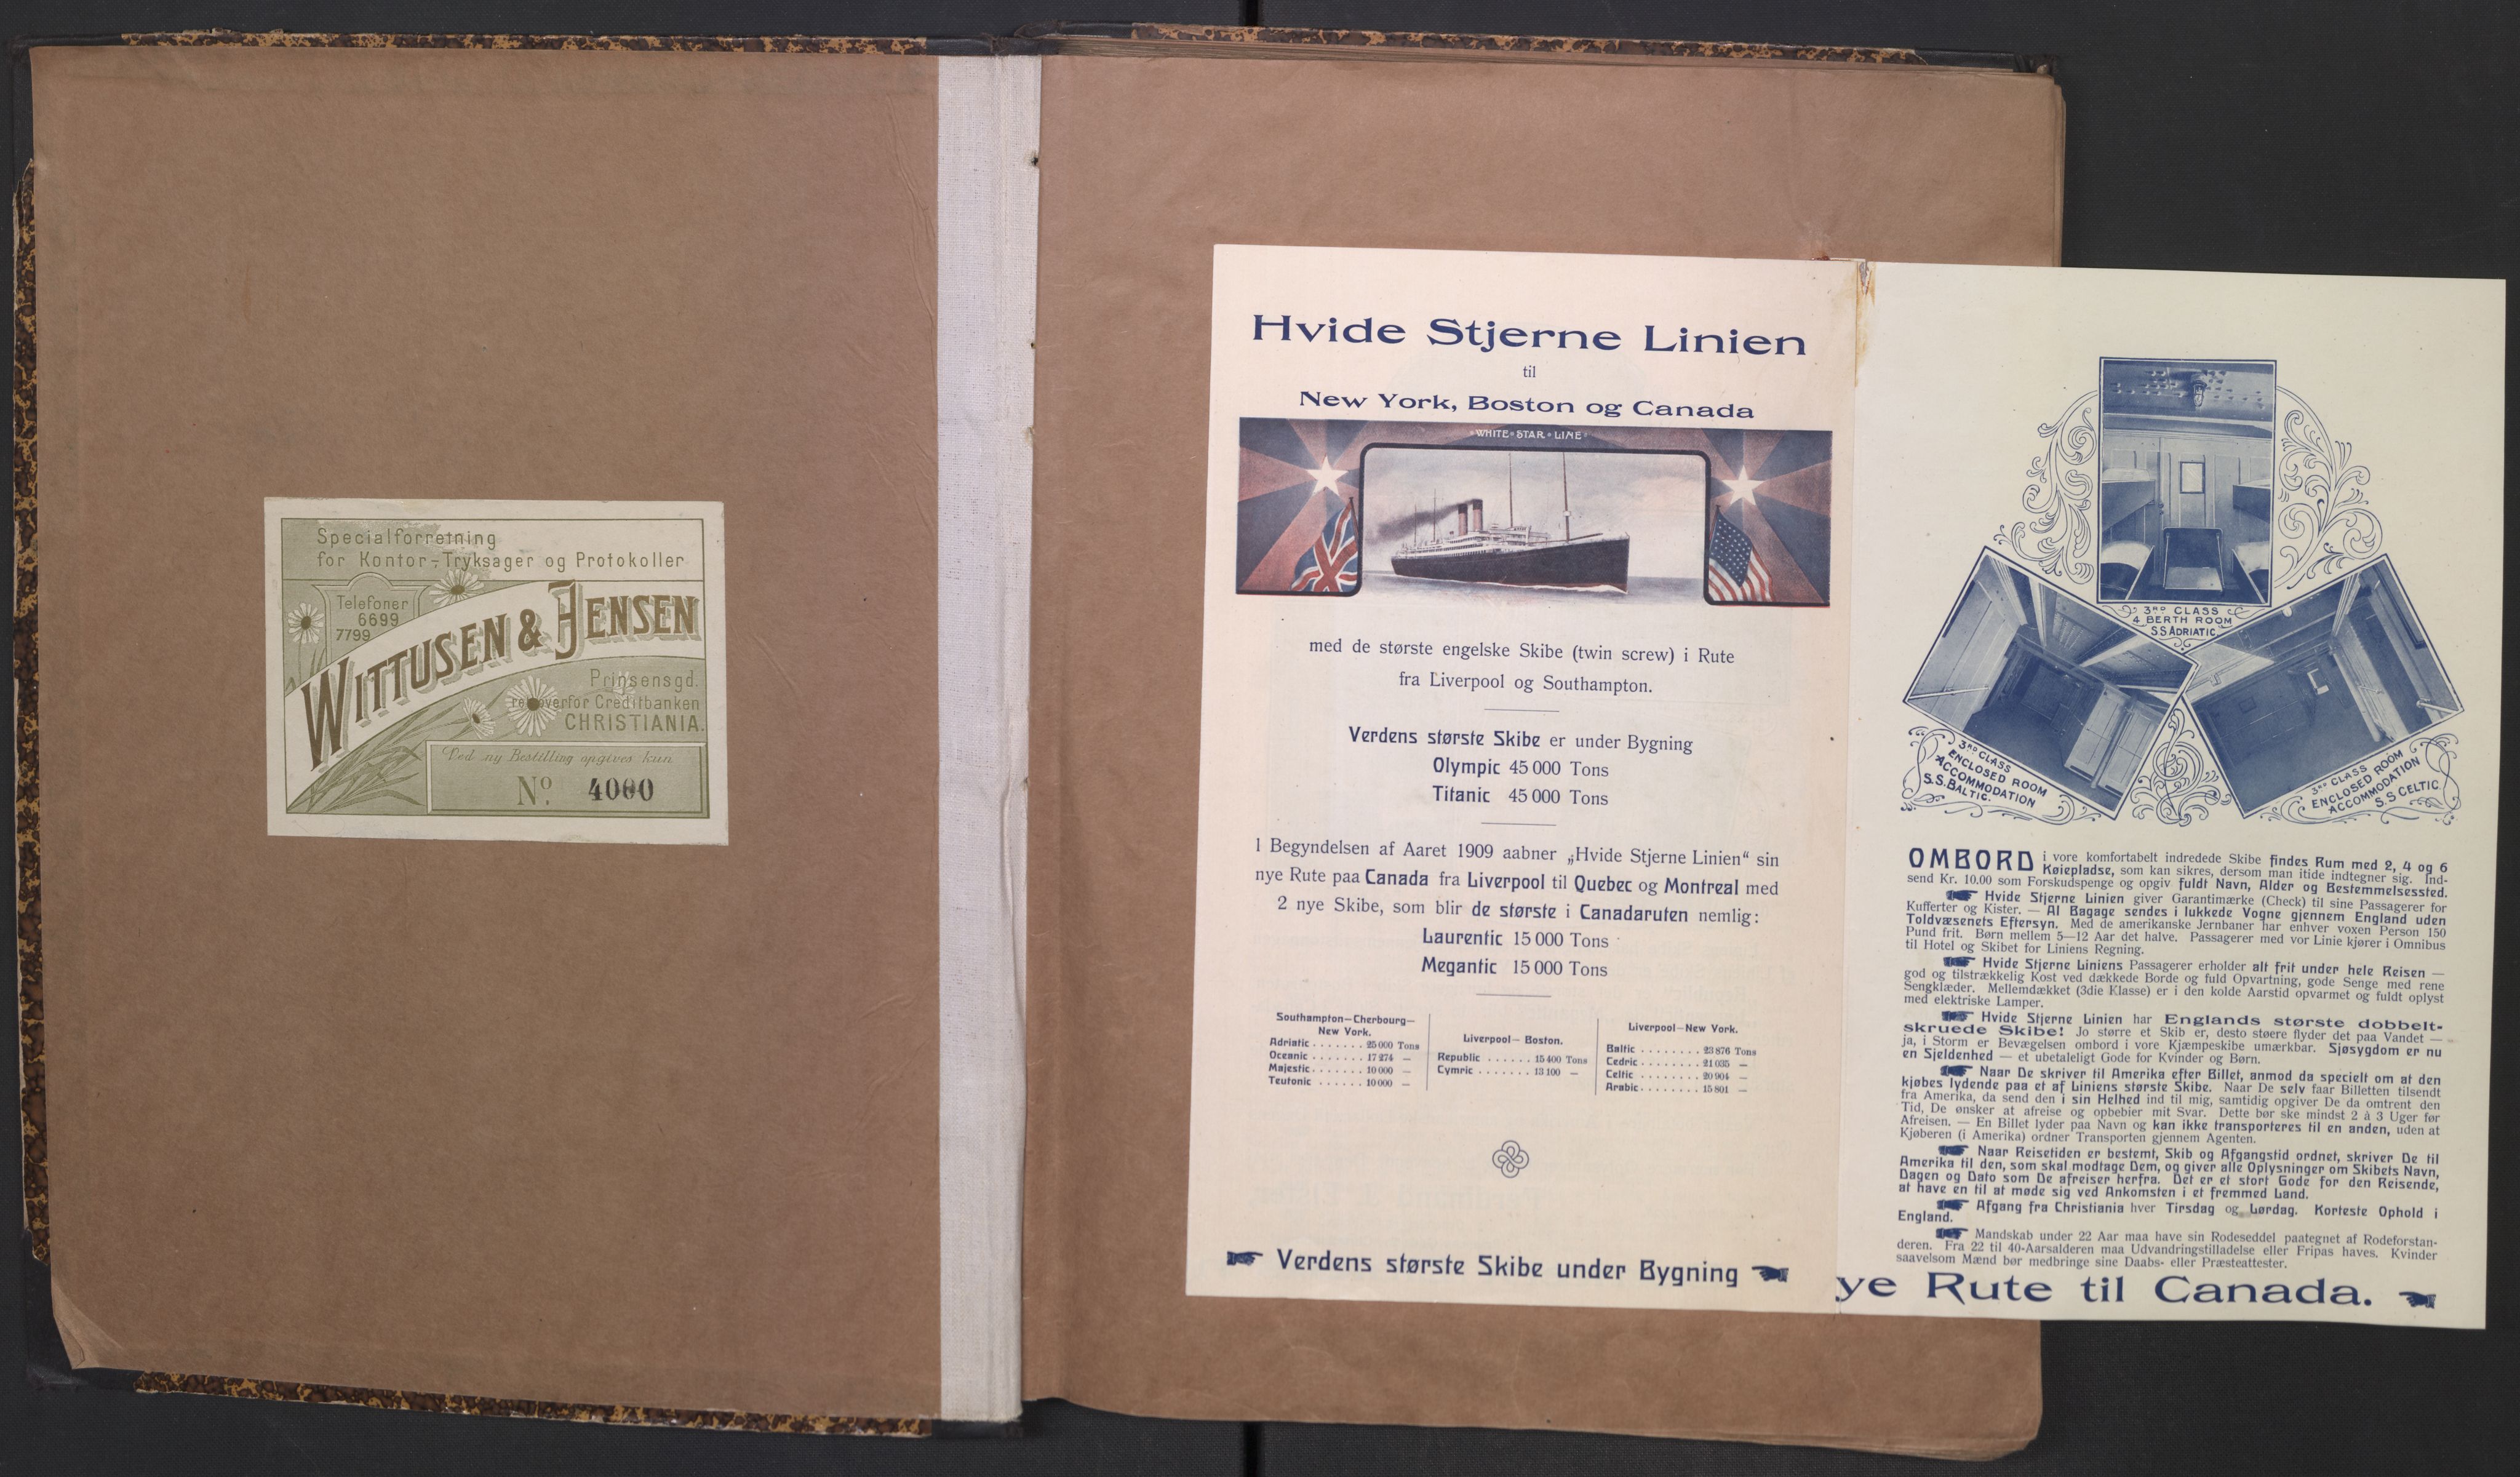 Specialforretning
for Kontor-Tryksager og Protokoller
Telefoner
6699
7799
WITTUSEN & JENSEN
Prinsensgd.
ret overfor Creditbanken
CHRISTIANIA.
Ved ny Bestilling opgives kun
No. 4000
Hvide Stjerne Linien
til
New York, Boston og Canada
WHITE STAR LINE
med de største engelske Skibe (twin screw) i Rute
fra Liverpool og Southampton.
Verdens største Skibe er under Bygning
Olympic 45 000 Tons
Titanic 45 000 Tons
I Begyndelsen af Aaret 1909 aabner „Hvide Stjerne Linien“ sin
nye Rute paa Canada fra Liverpool til Quebec og Montreal med
2 nye Skibe, som blir de største i Canadaruten nemlig:
Laurentic 15 000 Tons
Megantic 15 000 Tons
Southampton—Cherbourg—
New York.
Adriatic . . . . . . . 25 000 Tons
Oceanic . . . . . . . 17 274 —
Majestic . . . . . . . 10 000 —
Teutonic . . . . . . 10 000 —
Liverpool—Boston.
Republic . . . . . . 15 400 Tons
Cymric . . . . . . . 13 100 —
Liverpool—New York.
Baltic . . . . . . . . 23 876 Tons
Cedric . . . . . . . . 21 035 —
Celtic . . . . . . . . 20 904 —
Arabic . . . . . . . . 15 801 —
Verdens største Skibe under Bygning
3RD CLASS
4 BERTH ROOM
S.S ADRIATIC
3RD CLASS
ENCLOSED ROOM
ACCOMMODATION
S.S. BALTIC.
3RD CLASS
ENCLOSED ROOM
ACCOMMODATION
S.S CELTIC
OMBORD i vore komfortabelt indredede Skibe findes Rum med 2, 4 og 6
Køiepladse, som kan sikres, dersom man itide indtegner sig. Ind-
send Kr. 10.00 som Forskudspenge og opgiv fuldt Navn, Alder og Bestemmelsessted.
Hvide Stjerne Linien giver Garantimærke (Check) til sine Passagerer for
Kufferter og Kister. — Al Bagage sendes i lukkede Vogne gjennem England uden
Toldvæsenets Eftersyn. Med de amerikanske Jernbaner har enhver voxen Person 150
Pund frit. Børn mellem 5—12 Aar det halve. Passagerer med vor Linie kjører i Omnibus
til Hotel og Skibet for Liniens Regning.
Hvide Stjerne Liniens Passagerer erholder alt frit under hele Reisen —
god og tilstrækkelig Kost ved dækkede Borde og fuld Opvartning, gode Senge med rene
Sengklæder. Mellemdækket (3die Klasse) er i den kolde Aarstid opvarmet og fuldt oplyst
med elektriske Lamper.
Hvide Stjerne Linien har Englands største dobbelt-
skruede Skibe! Jo større et Skib er, desto støere flyder det paa Vandet —
ja, i Storm er Bevægelsen ombord i vore Kjæmpeskibe umærkbar. Sjøsygdom er nu
en Sjeldenhed — et ubetaleligt Gode for Kvinder og Børn.
Naar De skriver til Amerika efter Billet, anmod da specielt om at den
kjøbes lydende paa et af Liniens største Skibe. Naar De selv faar Billetten tilsendt
fra Amerika, da send den i sin Helhed ind til mig, samtidig opgiver De da omtrent den
Tid, De ønsker at afreise og opbebier mit Svar. Dette bør ske mindst 2 à 3 Uger før
Afreisen. — En Billet lyder paa Navn og kan ikke transporteres til en anden, uden at
Kjøberen (i Amerika) ordner Transporten gjennem Agenten.
Naar Reisetiden er bestemt, Skib og Afgangstid ordnet, skriver De til
Amerika til den, som skal modtage Dem, og giver alle Oplysninger om Skibets Navn,
Dagen og Dato som De afreiser herfra. Det er et stort Gode for den Reisende,
at have en til at møde sig ved Ankomsten i et fremmed Land.
Afgang fra Christiania hver Tirsdag og Lørdag. Korteste Ophold i
England.
Mandskab under 22 Aar maa have sin Rodeseddel paategnet af Rodeforstan-
deren. Fra 22 til 40-Aarsalderen maa Udvandringstilladelse eller Fripas haves. Kvinder
saavelsom Mænd bør medbringe sine Daabs- eller Præsteattester.
ye Rute til Canada.